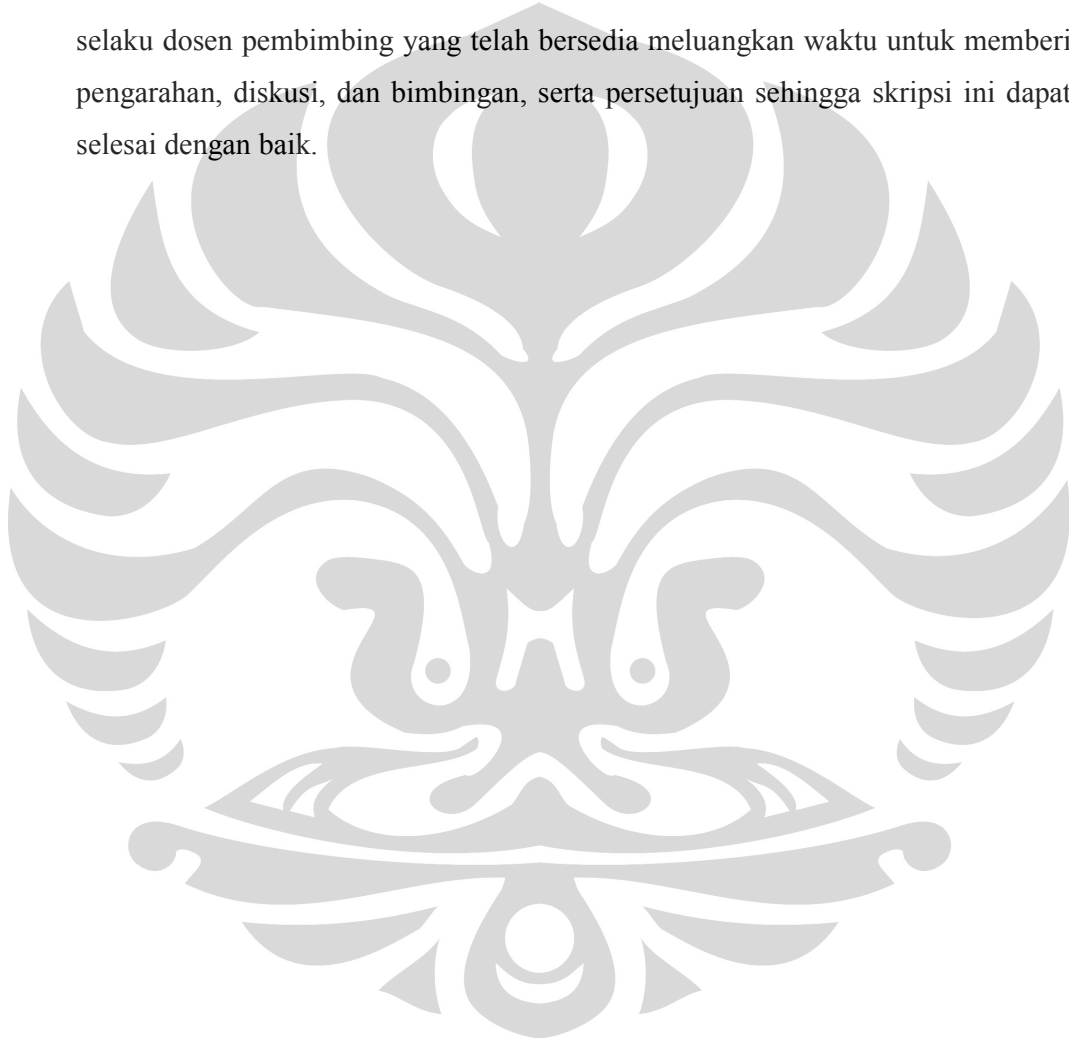 selaku dosen pembimbing yang telah bersedia meluangkan waktu untuk memberi
pengarahan, diskusi, dan bimbingan, serta persetujuan sehingga skripsi ini dapat
selesai dengan baik.